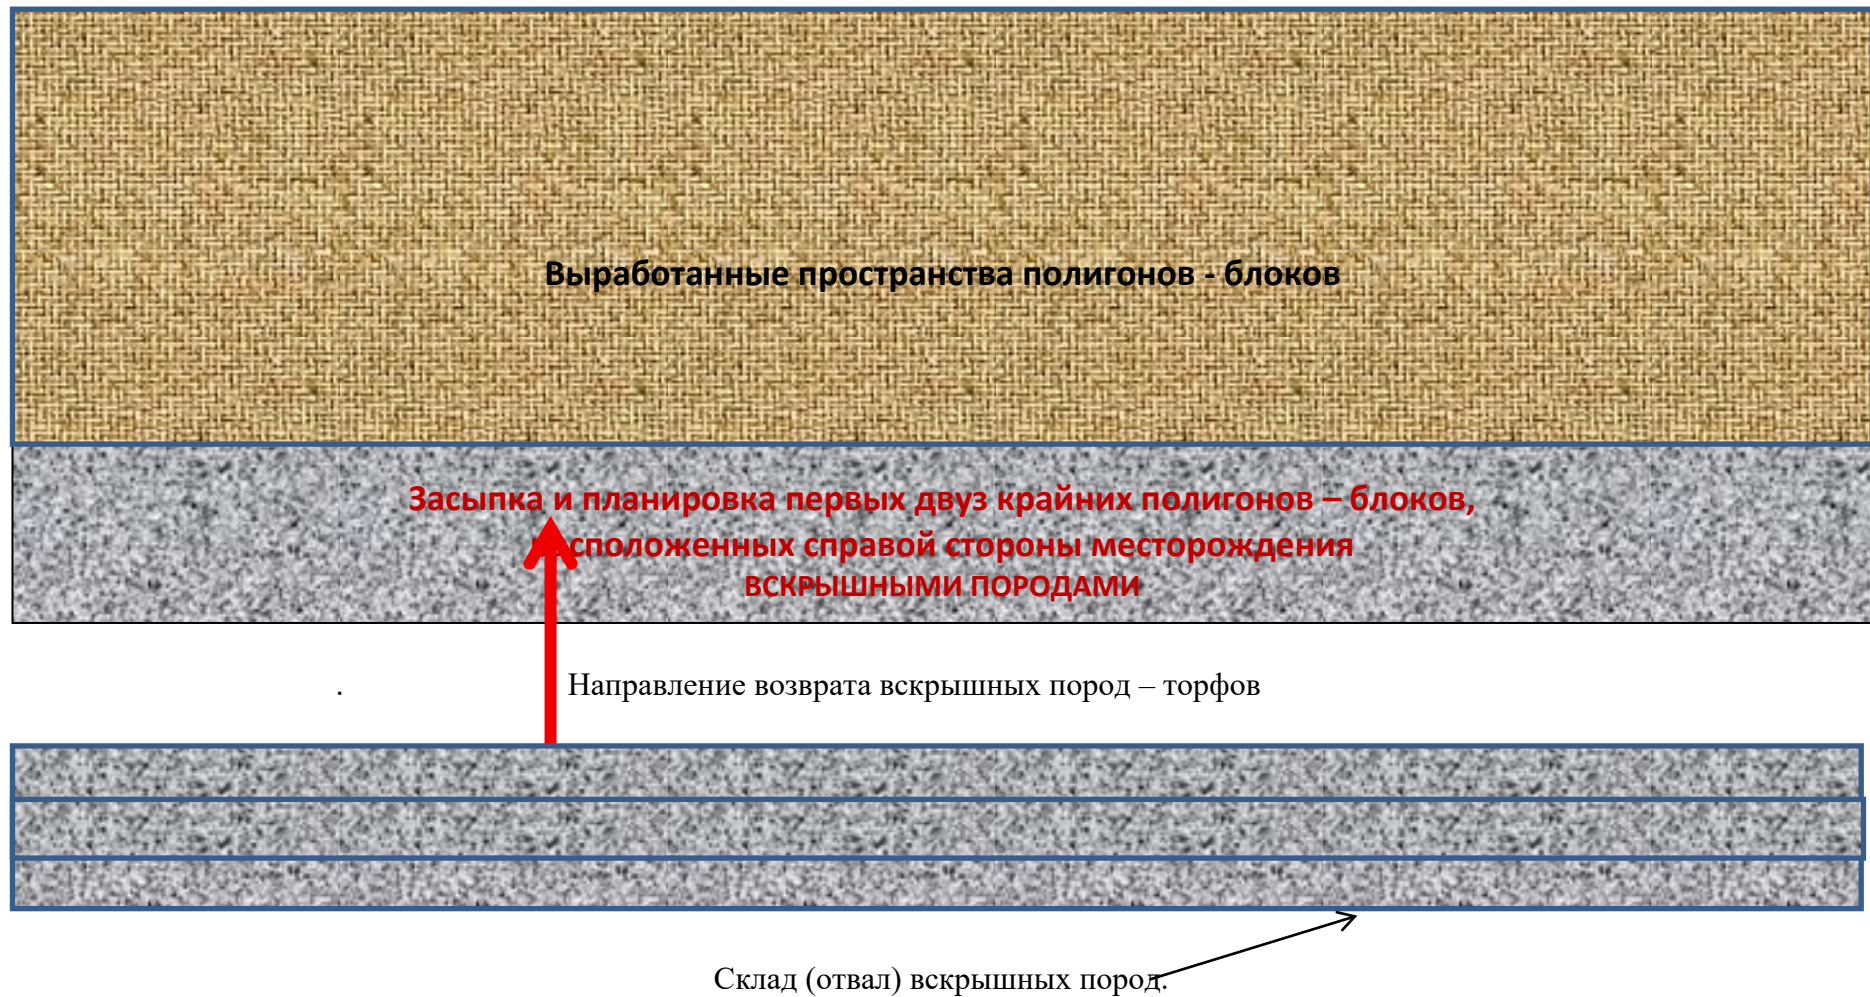 Выработанные пространства полигонов - блоков
Засыпка и планировка первых двуз крайних полигонов – блоков,
сположенных справой стороны месторождения
ВСКРЫШНЫМИ ПОРОДАМИ
. Направление возврата вскрышных пород – торфов
Склад (отвал) вскрышных пород.